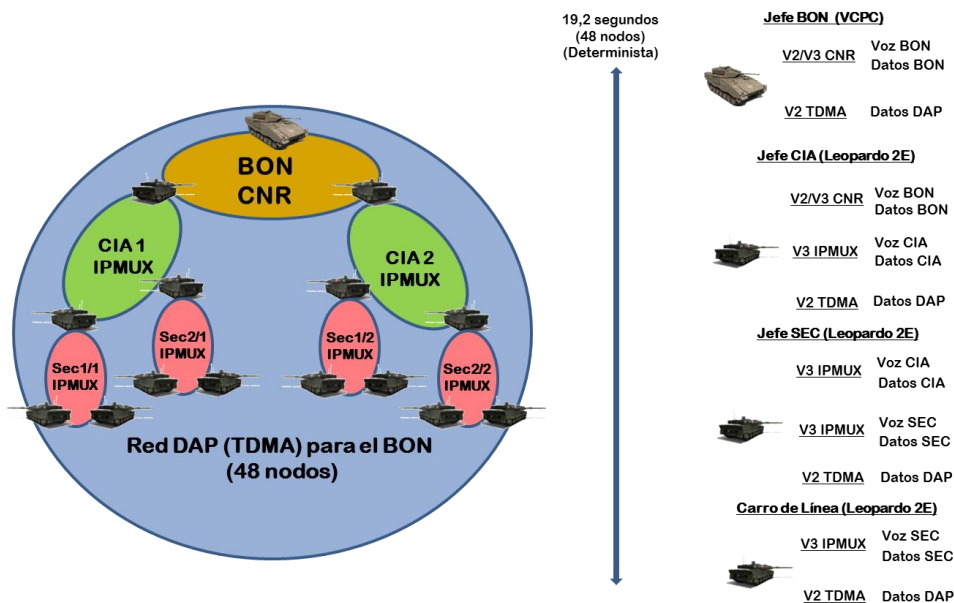 BON
CNR
CIA 1
IPMUX
CIA 2
IPMUX
Sec1/1
IPMUX
Sec2/1
IPMUX
Sec1/2
IPMUX
Sec2/2
IPMUX
Red DAP (TDMA) para el BON
(48 nodos)
19,2 segundos
(48 nodos)
(Determinista)
Jefe BON (VCPC)
V2/V3 CNR Voz BON
Datos BON
V2 TDMA Datos DAP
Jefe CIA (Leopardo 2E)
V2/V3 CNR Voz BON
Datos BON
V3 IPMUX Voz CIA
Datos CIA
V2 TDMA Datos DAP
Jefe SEC (Leopardo 2E)
V3 IPMUX Voz CIA
Datos CIA
V3 IPMUX Voz SEC
Datos SEC
V2 TDMA Datos DAP
Carro de Línea (Leopardo 2E)
V3 IPMUX Voz SEC
Datos SEC
V2 TDMA Datos DAP